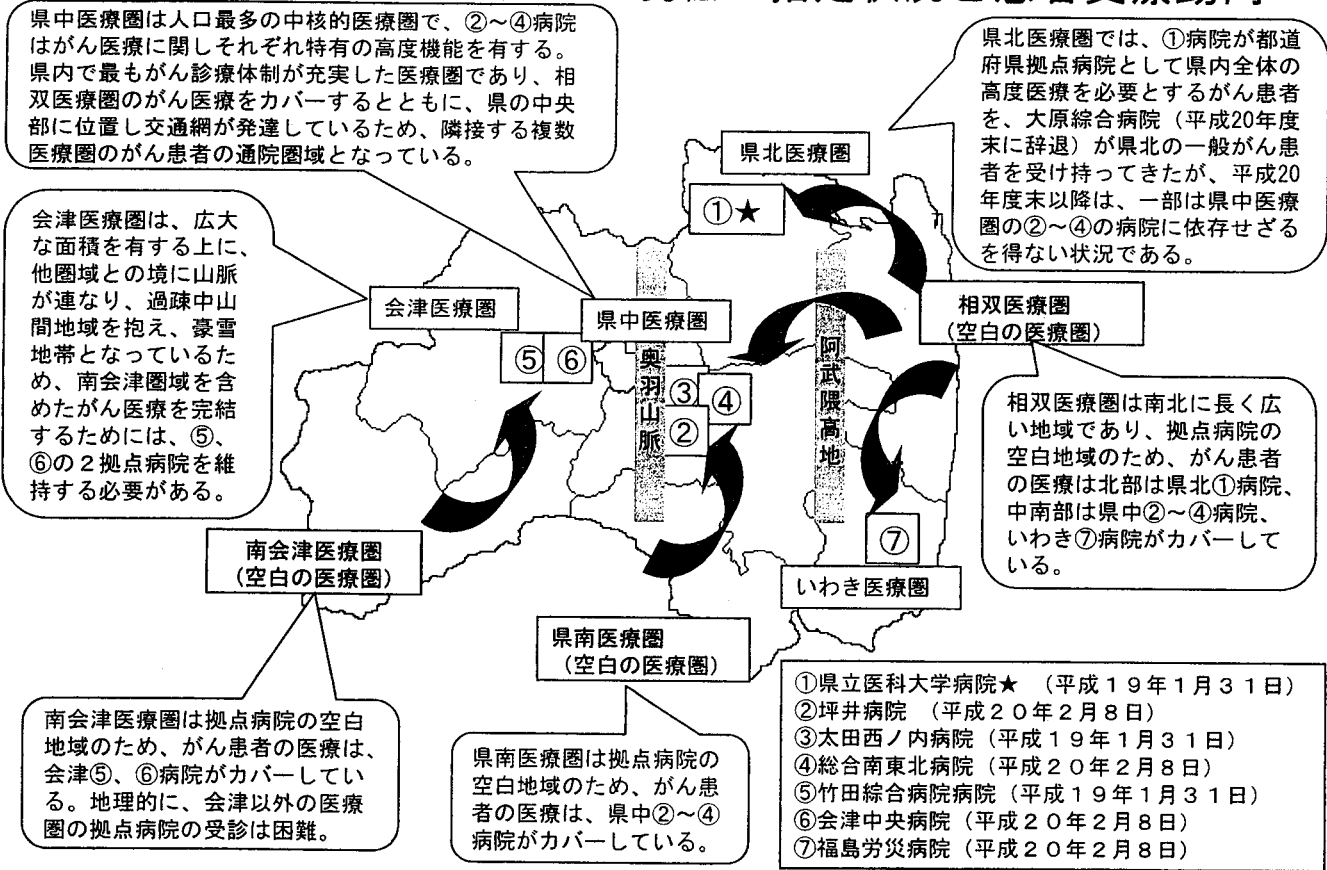 県中医療圏は人口最多の中核的医療圏で、②～④病院
はがん医療に関しそれぞれ特有の高度機能を有する。
県内で最もがん診療体制が充実した医療圏であり、相
双医療圏のがん医療をカバーするとともに、県の中央
部に位置し交通網が発達しているため、隣接する複数
医療圏のがん患者の通院圏域となっている。
県北医療圏では、①病院が都道
府県拠点病院として県内全体の
高度医療を必要とするがん患者
を、大原綜合病院（平成20年度
末に辞退）が県北の一般がん患
者を受け持ってきたが、平成20
年度末以降は、一部は県中医療
圏の②～④の病院に依存せざる
を得ない状況である。
会津医療圏は、広大
な面積を有する上に、
他圏域との境に山脈
が連なり、過疎中山
間地域を抱え、豪雪
地帯となっているた
め、南会津圏域を含
めたがん医療を完結
するためには、⑤、
⑥の２拠点病院を維
持する必要がある。
県北医療圏
①★
会津医療圏
⑤ ⑥
県中医療圏
奥羽山脈
③
④
②
阿武隈高地
相双医療圏
（空白の医療圏）
相双医療圏は南北に長く広
い地域であり、拠点病院の
空白地域のため、がん患者
の医療は北部は県北①病院、
中南部は県中②～④病院、
いわき⑦病院がカバーして
いる。
⑦
いわき医療圏
南会津医療圏
（空白の医療圏）
県南医療圏
（空白の医療圏）
南会津医療圏は拠点病院の空白
地域のため、がん患者の医療は、
会津⑤、⑥病院がカバーしてい
る。地理的に、会津以外の医療
圏の拠点病院の受診は困難。
県南医療圏は拠点病院の
空白地域のため、がん患
者の医療は、県中②～④
病院がカバーしている。
①県立医科大学病院★ （平成１９年１月３１日）
②坪井病院 （平成２０年２月８日）
③太田西ノ内病院（平成１９年１月３１日）
④総合南東北病院（平成２０年２月８日）
⑤竹田綜合病院病院（平成１９年１月３１日）
⑥会津中央病院（平成２０年２月８日）
⑦福島労災病院（平成２０年２月８日）